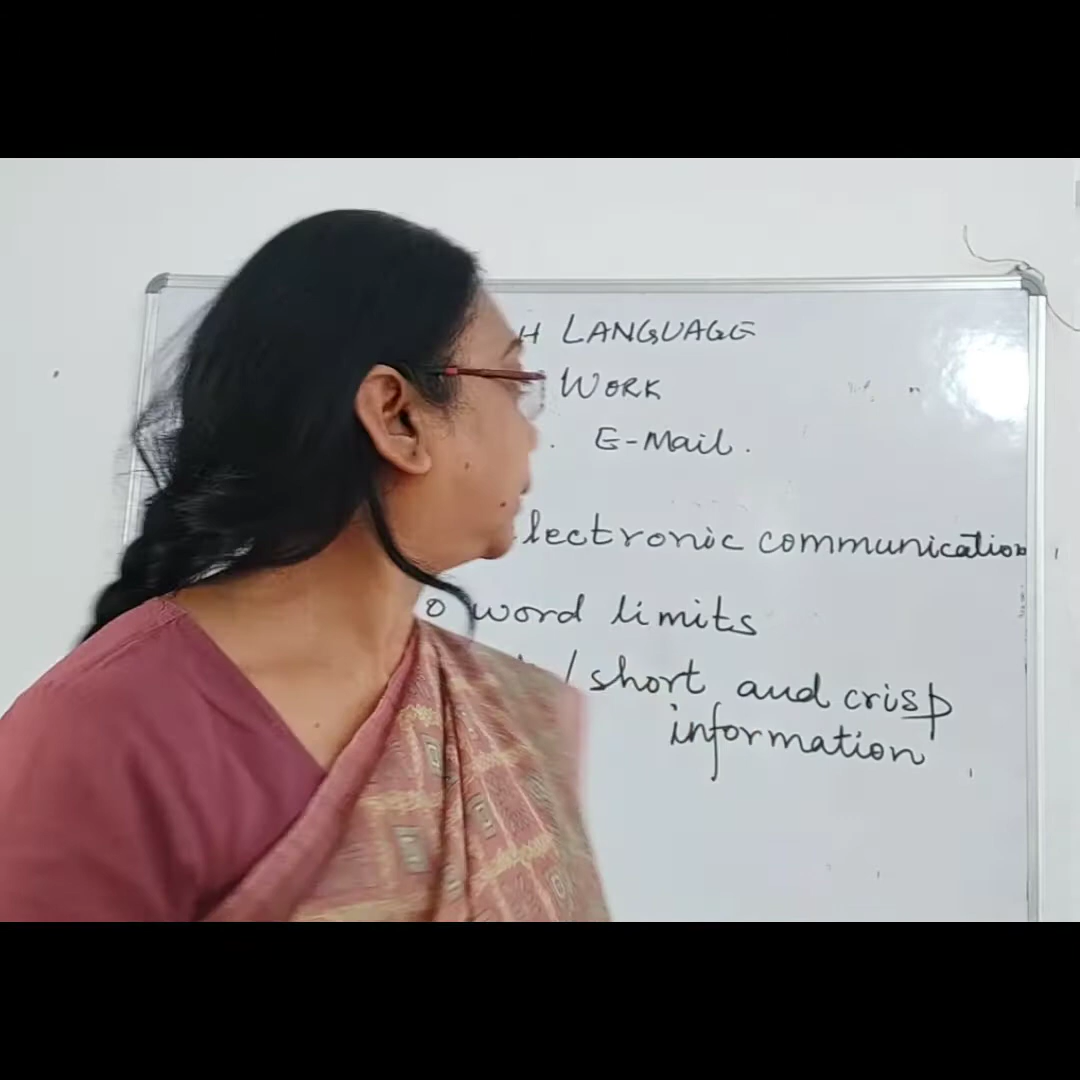 H LANGUAGE
WORK
. E-Mail.
lectronic communication
o word limits
/ short and crisp
information